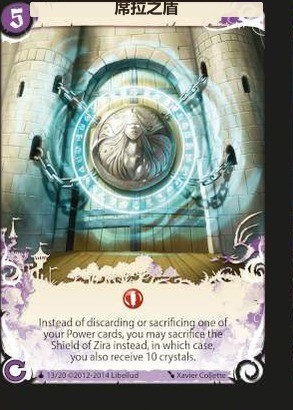 席拉之盾
5
Instead of discarding or sacrificing one of
your Power cards, you may sacrifice the
Shield of Zira instead, in which case,
you also receive 10 crystals.
13/20 ©2012-2014 Libellud Xavier Collette